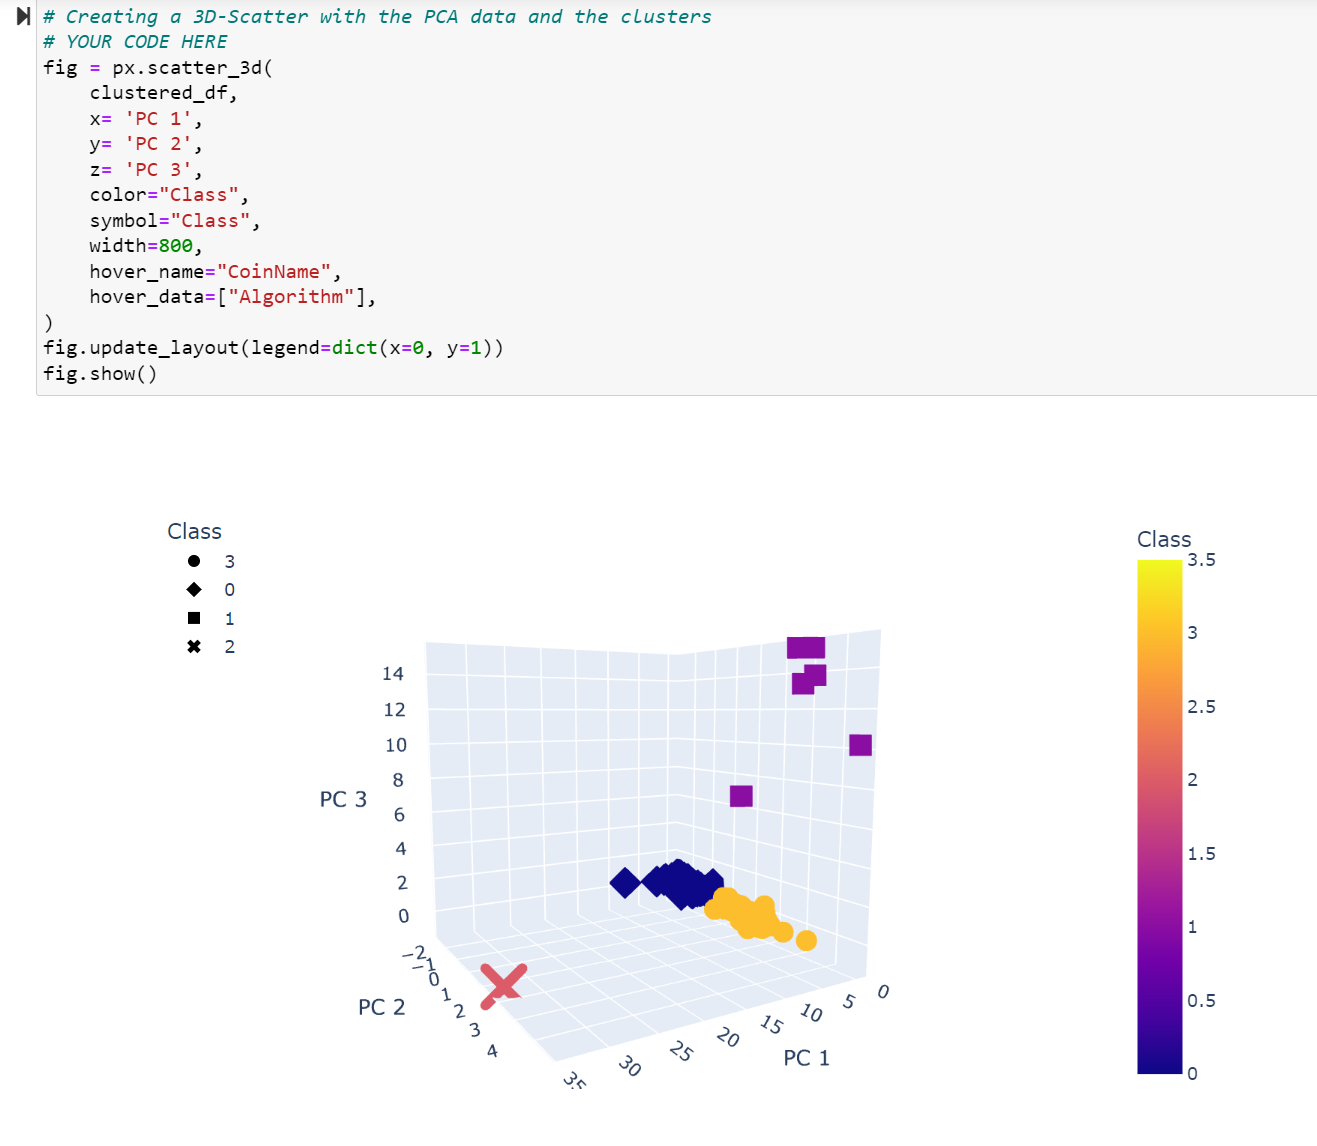 # Creating a 3D-Scatter with the PCA data and the clusters
# YOUR CODE HERE
fig = px.scatter_3d(
    clustered_df,
    x= 'PC 1',
    y= 'PC 2',
    z= 'PC 3',
    color="Class",
    symbol="Class",
    width=800,
    hover_name="CoinName",
    hover_data=["Algorithm"],
)
fig.update_layout(legend=dict(x=0, y=1))
fig.show()
Class
3
0
1
2
14
12
10
8
6
4
2
0
PC 3
−2
−1
0
1
2
3
4
PC 2
35
30
25
20
15
10
5
0
PC 1
Class
3.5
3
2.5
2
1.5
1
0.5
0